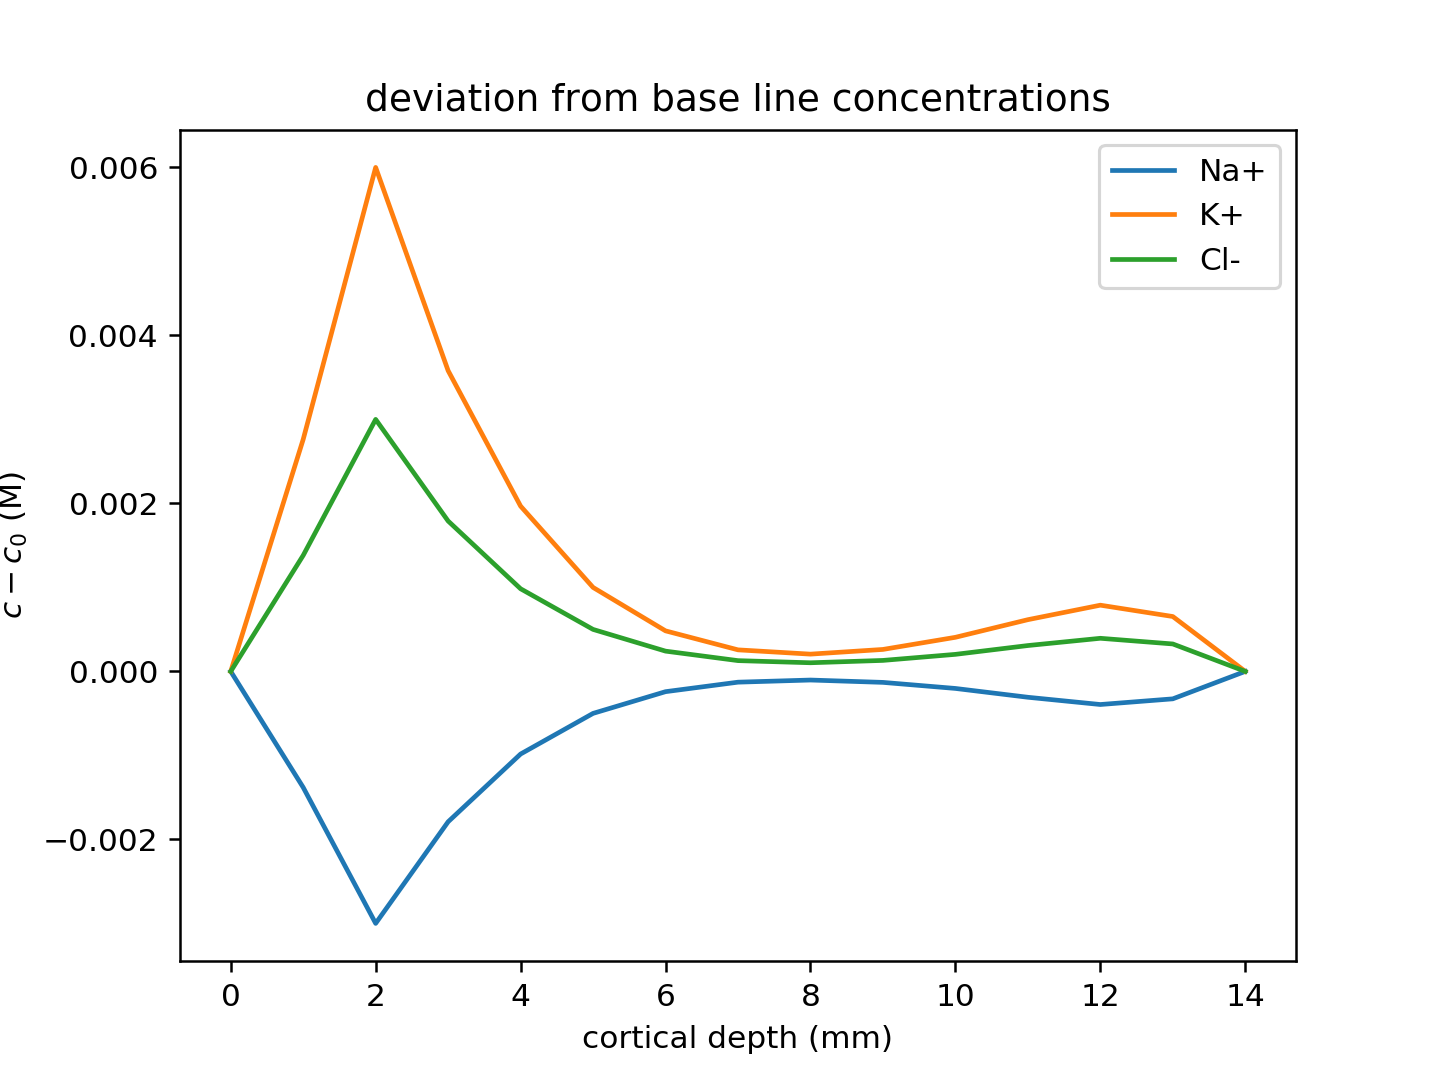 deviation from base line concentrations
Na+
K+
Cl-
0.006
0.004
0.002
0.000
−0.002
c − c₀ (M)
0 2 4 6 8 10 12 14
cortical depth (mm)